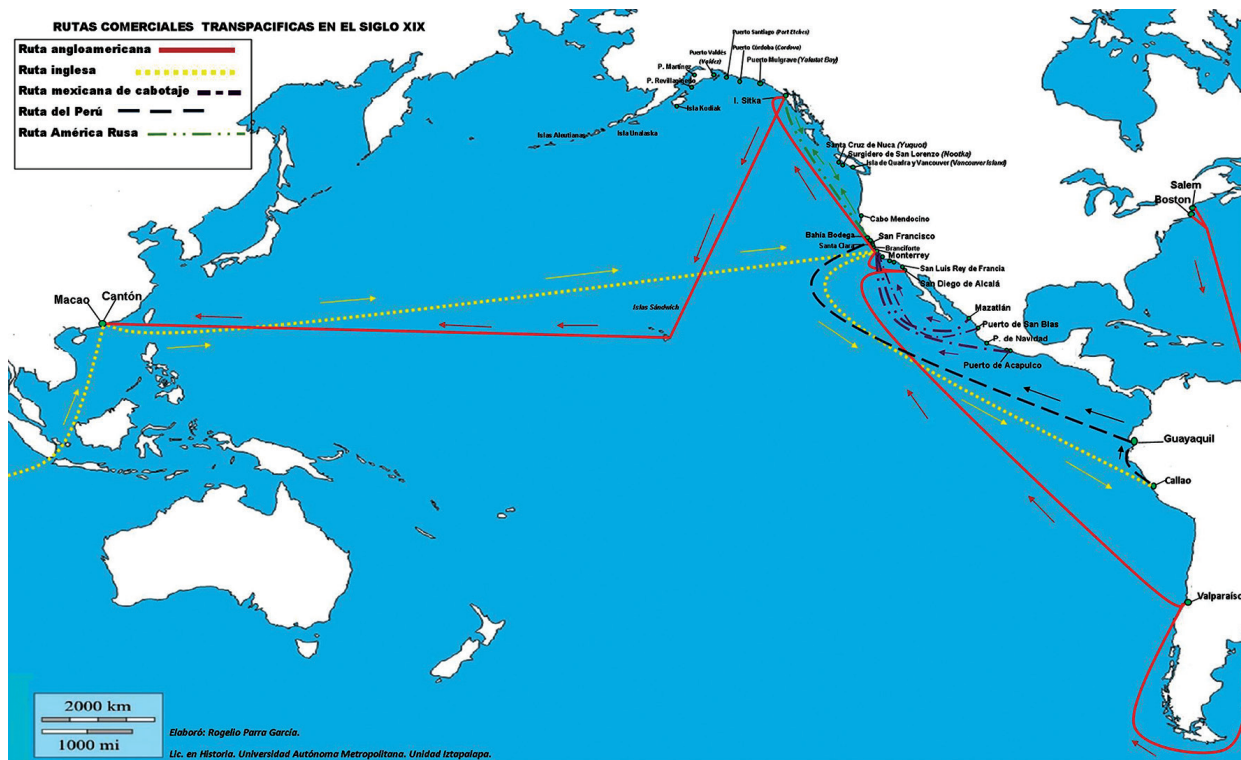 RUTAS COMERCIALES TRANSPACIFICAS EN EL SIGLO XIX
Ruta angloamericana
Ruta inglesa
Ruta mexicana de cabotaje
Ruta del Perú
Ruta América Rusa
Puerto Santiago (Port Etches)
Puerto Córdoba (Cordova)
Puerto Valdés
(Valdez)
Puerto Mulgrave (Yakutat Bay)
P. Martínez
P. Revillagigedo
I. Sitka
Isla Kodiak
Isla Unalaska
Islas Aleutianas
Santa Cruz de Nuca (Yuquot)
Surgidero de San Lorenzo (Nootka)
Isla de Quadra y Vancouver (Vancouver Island)
Salem
Boston
Cabo Mendocino
Bahía Bodega
San Francisco
Santa Clara
Branciforte
Monterrey
San Luis Rey de Francia
San Diego de Alcalá
Macao
Cantón
Islas Sándwich
Mazatlán
Puerto de San Blas
P. de Navidad
Puerto de Acapulco
Guayaquil
Callao
Valparaíso
2000 km
1000 mi
Elaboró: Rogelio Parra García.
Lic. en Historia. Universidad Autónoma Metropolitana. Unidad Iztapalapa.